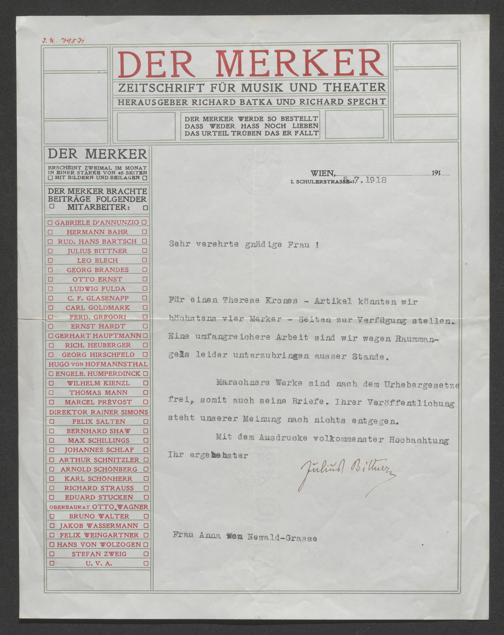 J. N. 74571
DER MERKER
ZEITSCHRIFT FÜR MUSIK UND THEATER
HERAUSGEBER RICHARD BATKA UND RICHARD SPECHT
DER MERKER WERDE SO BESTELLT
DASS WEDER HASS NOCH LIEBEN
DAS URTEIL TRÜBEN DAS ER FÄLLT
DER MERKER
ERSCHEINT ZWEIMAL IM MONAT
IN EINER STÄRKE VON 48 SEITEN
MIT BILDERN UND BEILAGEN
DER MERKER BRACHTE
BEITRÄGE FOLGENDER
MITARBEITER:
GABRIELE D'ANNUNZIO
HERMANN BAHR
RUD. HANS BARTSCH
JULIUS BITTNER
LEO BLECH
GEORG BRANDES
OTTO ERNST
LUDWIG FULDA
C. F. GLASENAPP
CARL GOLDMARK
FERD. GREGORI
ERNST HARDT
GERHART HAUPTMANN
RICH. HEUBERGER
GEORG HIRSCHFELD
HUGO VON HOFMANNSTHAL
ENGELB. HUMPERDINCK
WILHELM KIENZL
THOMAS MANN
MARCEL PRÉVOST
DIREKTOR RAINER SIMONS
FELIX SALTEN
BERNHARD SHAW
MAX SCHILLINGS
JOHANNES SCHLAF
ARTHUR SCHNITZLER
ARNOLD SCHÖNBERG
KARL SCHÖNHERR
RICHARD STRAUSS
EDUARD STUCKEN
OBERBAURAT OTTO WAGNER
BRUNO WALTER
JAKOB WASSERMANN
FELIX WEINGARTNER
HANS VON WOLZOGEN
STEFAN ZWEIG
U. V. A.
WIEN, 191
I. SCHULERSTRASSE .7.1918
Sehr verehrte gnädige Frau !
Für einen Therese Krones - Artikel könnten wir
höchstens vier Merker - Seiten zur Verfügung stellen.
Eine umfangreichere Arbeit sind wir wegen Raumman-
gels leider unterzubringen ausser Stande.
Marschners Werke sind nach dem Urhebergesetze
frei, somit auch seine Briefe. Ihrer Veröffentlichung
steht unserer Meinung nach nichts entgegen.
Mit dem Ausdrucke vollkommenster Hochachtung
Ihr ergebenster
Julius Bittner
Frau Anna von Newald-Grasse